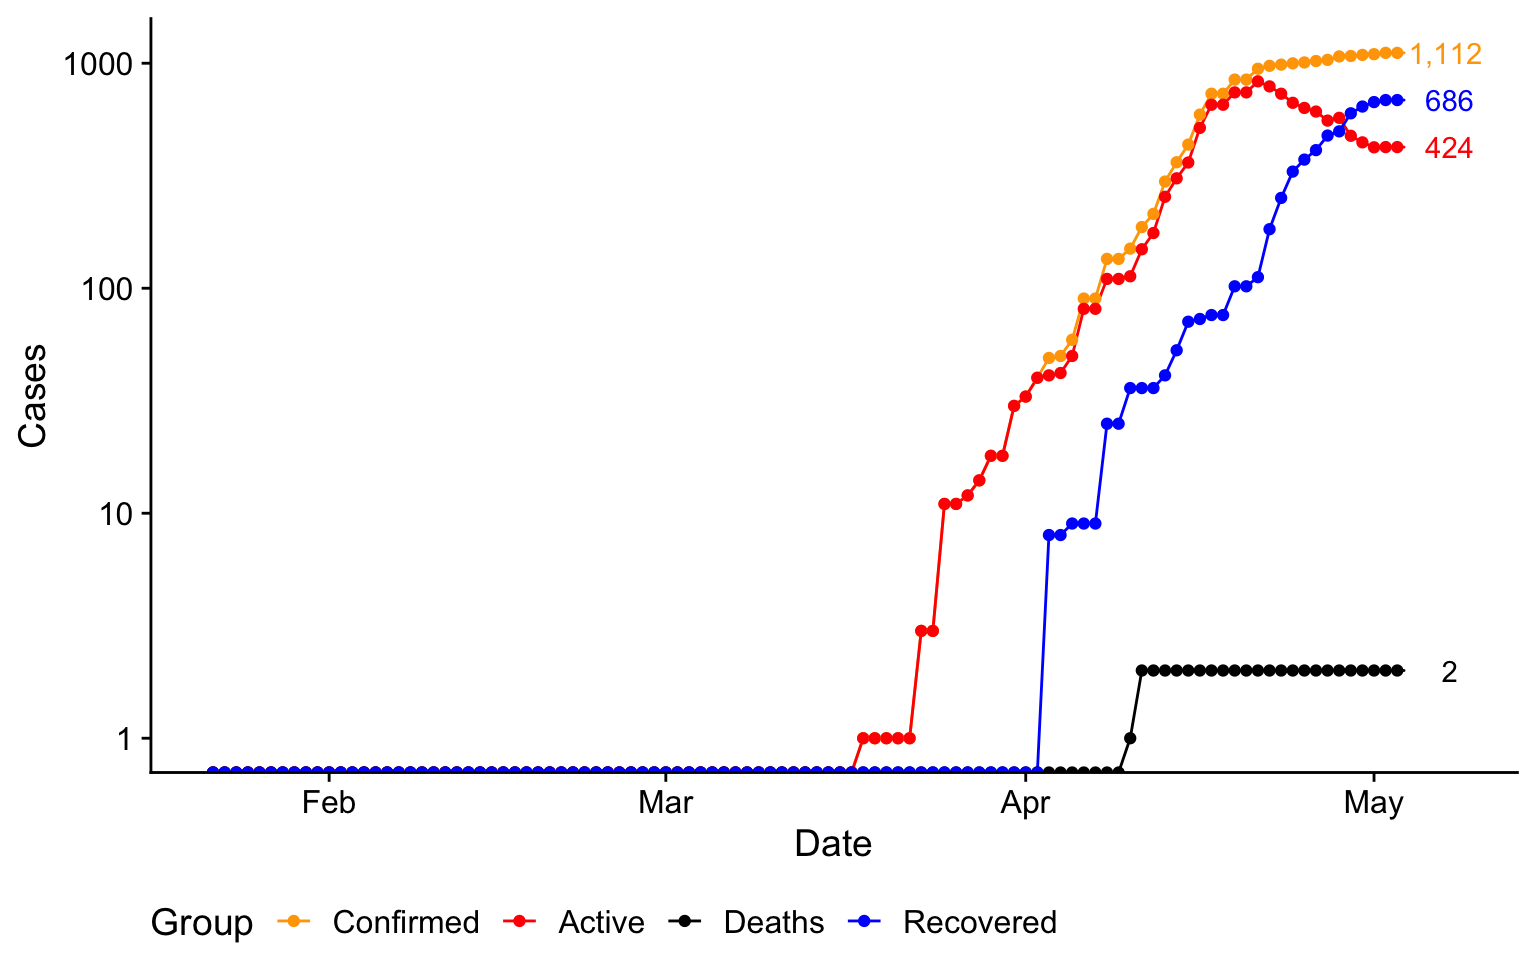 1000
100
10
1
Cases
1,112
686
424
2
Feb Mar Apr May
Date
Group Confirmed Active Deaths Recovered